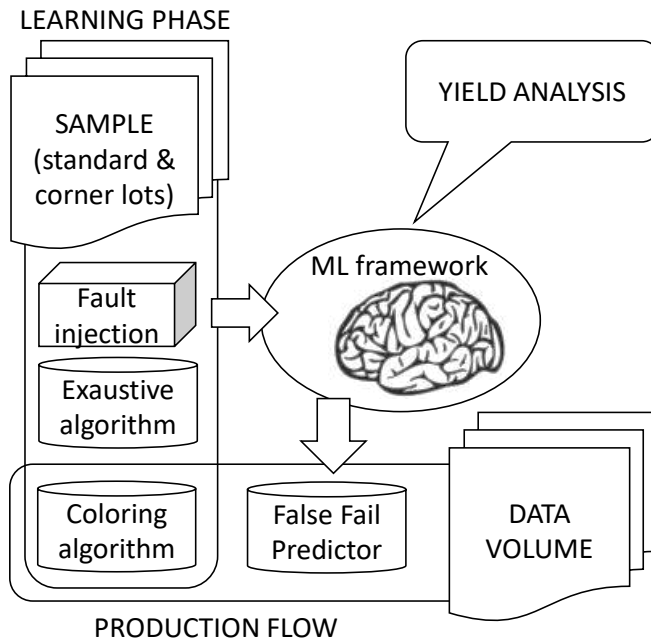 LEARNING PHASE
SAMPLE
(standard &
corner lots)
YIELD ANALYSIS
ML framework
Fault
injection
Exaustive
algorithm
Coloring
algorithm
False Fail
Predictor
DATA
VOLUME
PRODUCTION FLOW